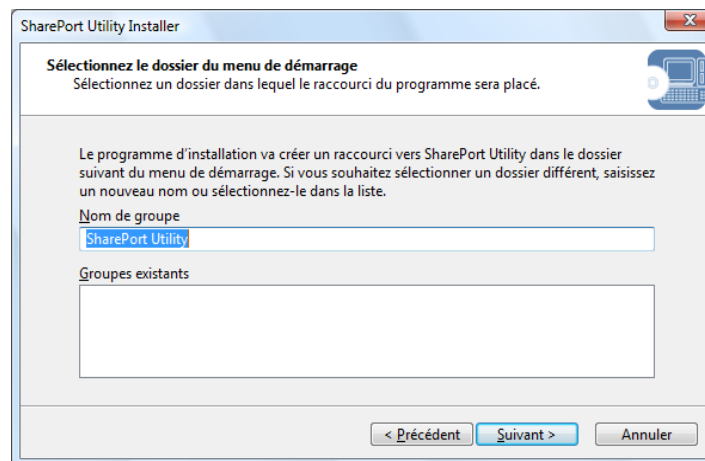 SharePort Utility Installer
Sélectionnez le dossier du menu de démarrage
Sélectionnez un dossier dans lequel le raccourci du programme sera placé.
Le programme d'installation va créer un raccourci vers SharePort Utility dans le dossier
suivant du menu de démarrage. Si vous souhaitez sélectionner un dossier différent, saisissez
un nouveau nom ou sélectionnez-le dans la liste.
Nom de groupe
SharePort Utility
Groupes existants
< Précédent
Suivant >
Annuler